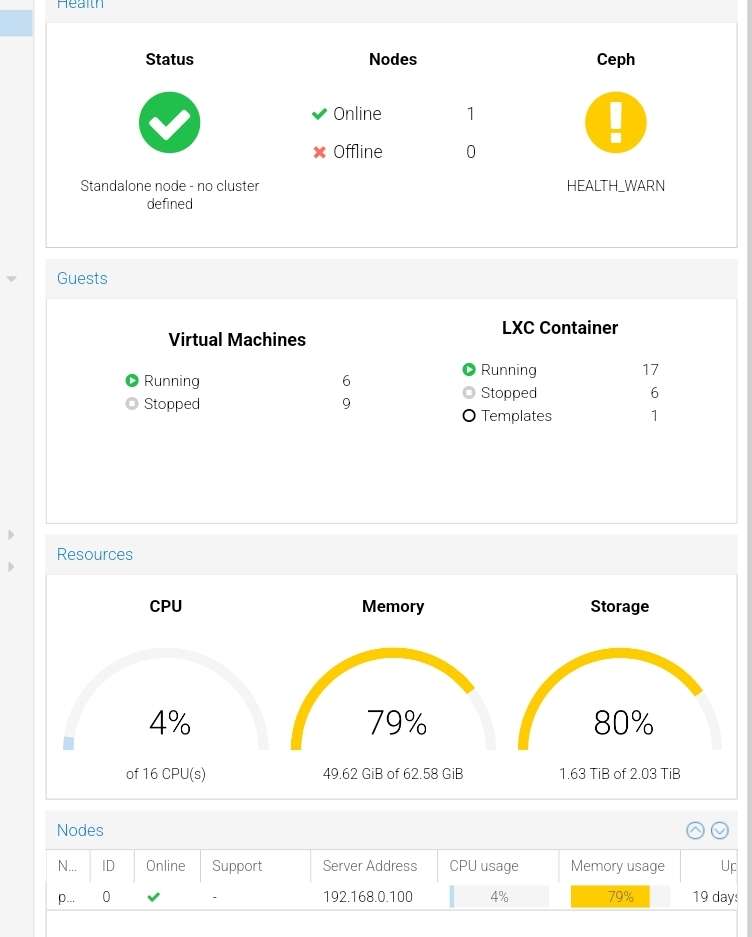 Health
Status
Nodes
Ceph
Online 1
Offline 0
Standalone node - no cluster
defined
HEALTH_WARN
Guests
Virtual Machines
Running 6
Stopped 9
LXC Container
Running 17
Stopped 6
Templates 1
Resources
CPU
Memory
Storage
4%
79%
80%
of 16 CPU(s)
49.62 GiB of 62.58 GiB
1.63 TiB of 2.03 TiB
Nodes
N... ID Online Support Server Address CPU usage Memory usage Up
p... 0 - 192.168.0.100 4% 79% 19 days